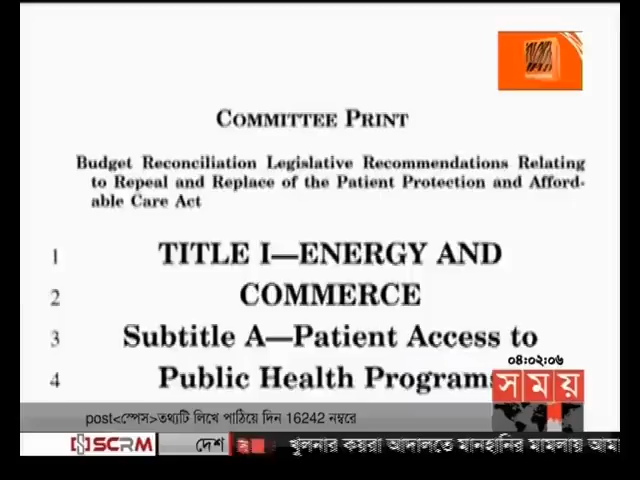 COMMITTEE PRINT
Budget Reconciliation Legislative Recommendations Relating
to Repeal and Replace of the Patient Protection and Afford-
able Care Act
1 TITLE I—ENERGY AND
2 COMMERCE
3 Subtitle A—Patient Access to
4 Public Health Programs
০৪:০২:০৬
সময়
post<স্পেস>তথ্যটি লিখে পাঠিয়ে দিন 16242 নম্বরে
SCRM দেশ খুলনার কয়রা আদালতে মানহানির মামলায় আমা